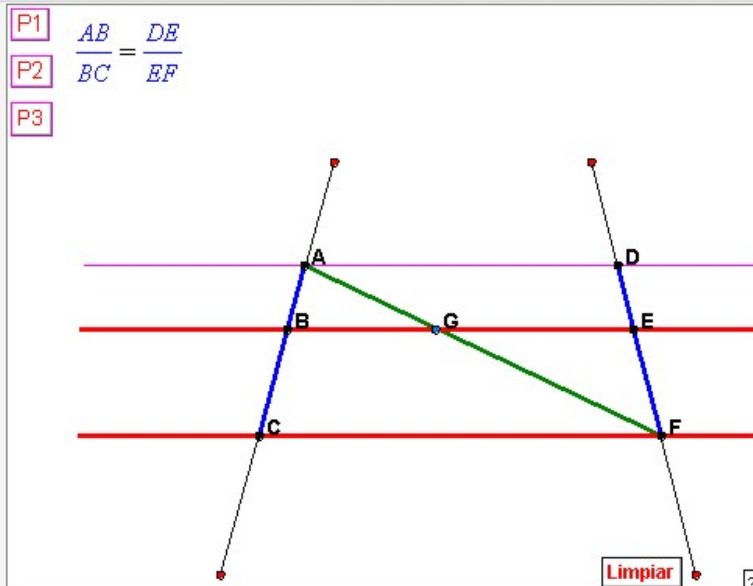 P1
AB/BC = DE/EF
P2
P3
A D
B G E
C F
Limpiar